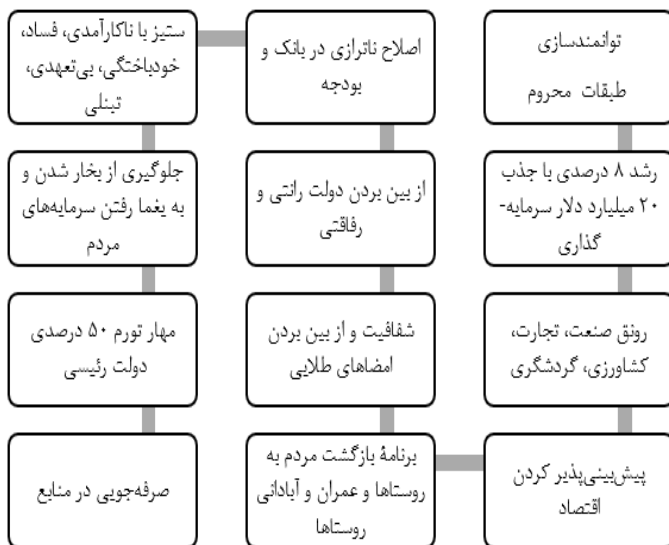 توانمندسازی
طبقات محروم
رشد ۸ درصدی با جذب
۲۰ میلیارد دلار سرمایه-
گذاری
رونق صنعت، تجارت،
کشاورزی، گردشگری
پیش‌بینی‌پذیر کردن
اقتصاد
برنامهٔ بازگشت مردم به
روستاها و عمران و آبادانی
روستاها
شفافیت و از بین بردن
امضاهای طلایی
از بین بردن دولت رانتی و
رفاقتی
اصلاح ناترازی در بانک و
بودجه
ستیز با ناکارآمدی، فساد،
خودباختگی، بی‌تعهدی،
تبنلی
جلوگیری از بخار شدن و
به یغما رفتن سرمایه‌های
مردم
مهار تورم ۵۰ درصدی
دولت رئیسی
صرفه‌جویی در منابع